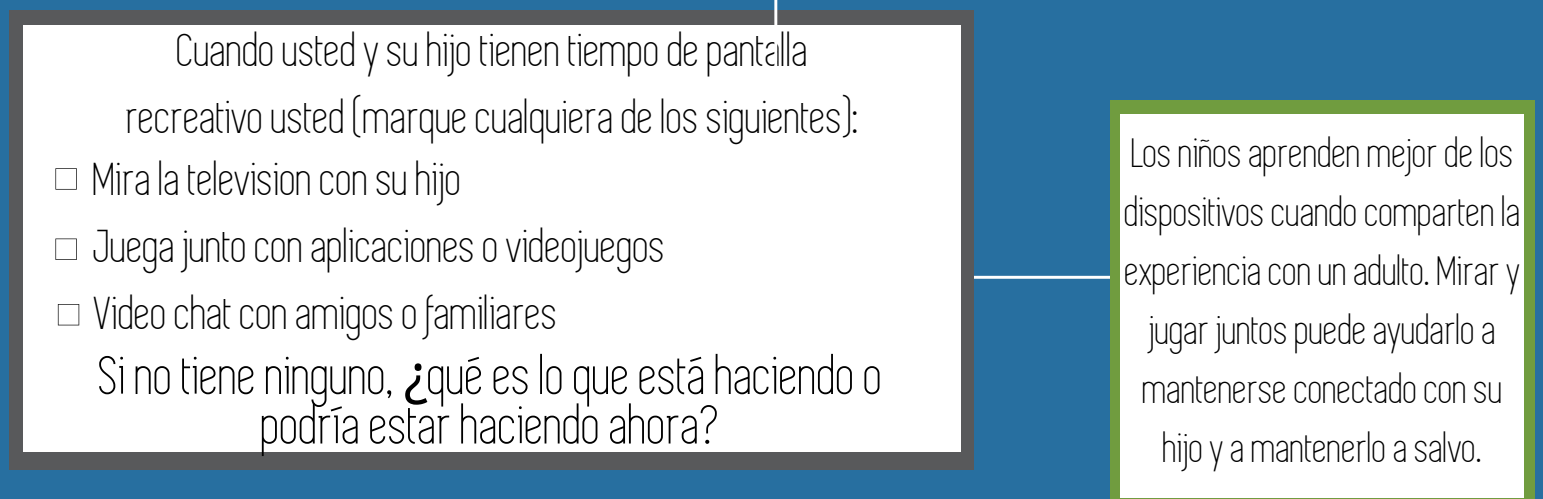 Cuando usted y su hijo tienen tiempo de pantalla
recreativo usted (marque cualquiera de los siguientes):
Mira la television con su hijo
Juega junto con aplicaciones o videojuegos
Video chat con amigos o familiares
Si no tiene ninguno, ¿qué es lo que está haciendo o
podría estar haciendo ahora?
Los niños aprenden mejor de los
dispositivos cuando comparten la
experiencia con un adulto. Mirar y
jugar juntos puede ayudarlo a
mantenerse conectado con su
hijo y a mantenerlo a salvo.